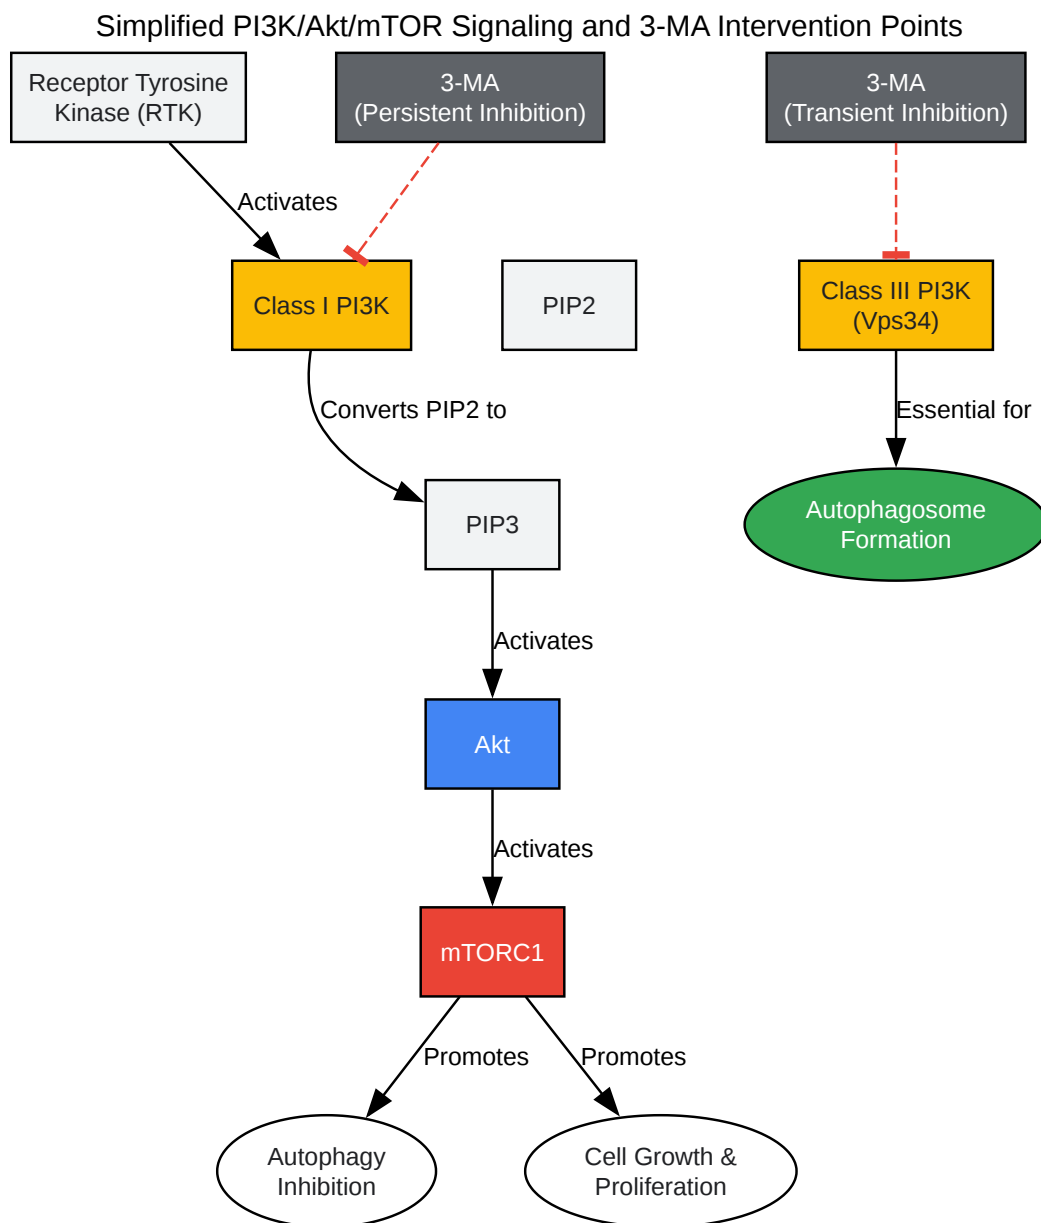 Simplified PI3K/Akt/mTOR Signaling and 3-MA Intervention Points
Receptor Tyrosine
Kinase (RTK)
3-MA
(Persistent Inhibition)
3-MA
(Transient Inhibition)
Activates
Class I PI3K
PIP2
Class III PI3K
(Vps34)
Converts PIP2 to
Essential for
PIP3
Autophagosome
Formation
Activates
Akt
Activates
mTORC1
Promotes
Promotes
Autophagy
Inhibition
Cell Growth &
Proliferation